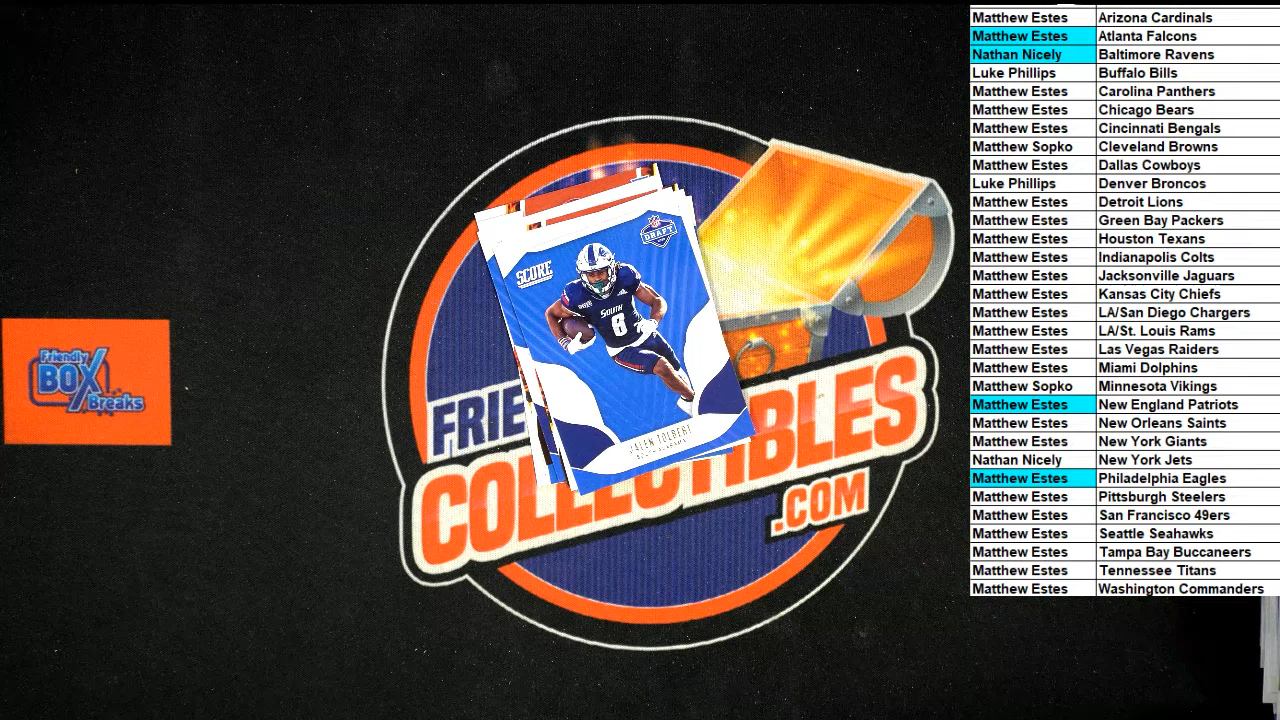 Matthew Estes Arizona Cardinals
Matthew Estes Atlanta Falcons
Nathan Nicely Baltimore Ravens
Luke Phillips Buffalo Bills
Matthew Estes Carolina Panthers
Matthew Estes Chicago Bears
Matthew Estes Cincinnati Bengals
Matthew Sopko Cleveland Browns
Matthew Estes Dallas Cowboys
Luke Phillips Denver Broncos
Matthew Estes Detroit Lions
Matthew Estes Green Bay Packers
Matthew Estes Houston Texans
Matthew Estes Indianapolis Colts
Matthew Estes Jacksonville Jaguars
Matthew Estes Kansas City Chiefs
Matthew Estes LA/San Diego Chargers
Matthew Estes LA/St. Louis Rams
Matthew Estes Las Vegas Raiders
Matthew Estes Miami Dolphins
Matthew Sopko Minnesota Vikings
Matthew Estes New England Patriots
Matthew Estes New Orleans Saints
Matthew Estes New York Giants
Nathan Nicely New York Jets
Matthew Estes Philadelphia Eagles
Matthew Estes Pittsburgh Steelers
Matthew Estes San Francisco 49ers
Matthew Estes Seattle Seahawks
Matthew Estes Tampa Bay Buccaneers
Matthew Estes Tennessee Titans
Matthew Estes Washington Commanders
Friendly
BOX
Breaks
SCORE
DRAFT
SOUTH
8
JALEN TOLBERT
SOUTH ALABAMA
FRIE
COLLECTIBLES
.COM